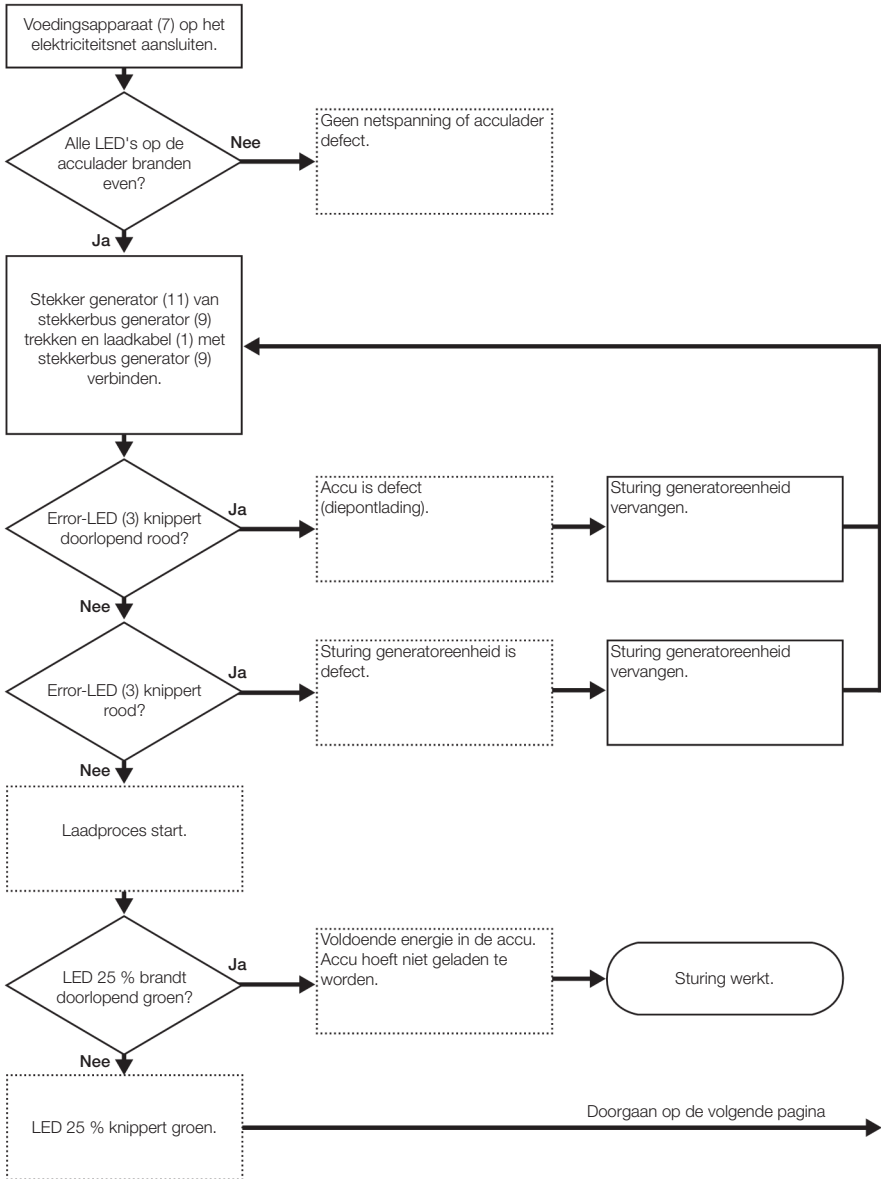 Voedingsapparaat (7) op het
elektriciteitsnet aansluiten.
Alle LED's op de
acculader branden
even?
Nee
Geen netspanning of acculader
defect.
Ja
Stekker generator (11) van
stekkerbus generator (9)
trekken en laadkabel (1) met
stekkerbus generator (9)
verbinden.
Error-LED (3) knippert
doorlopend rood?
Ja
Accu is defect
(diepontlading).
Sturing generatoreenheid
vervangen.
Nee
Error-LED (3) knippert
rood?
Ja
Sturing generatoreenheid is
defect.
Sturing generatoreenheid
vervangen.
Nee
Laadproces start.
LED 25 % brandt
doorlopend groen?
Ja
Voldoende energie in de accu.
Accu hoeft niet geladen te
worden.
Sturing werkt.
Nee
LED 25 % knippert groen.
Doorgaan op de volgende pagina